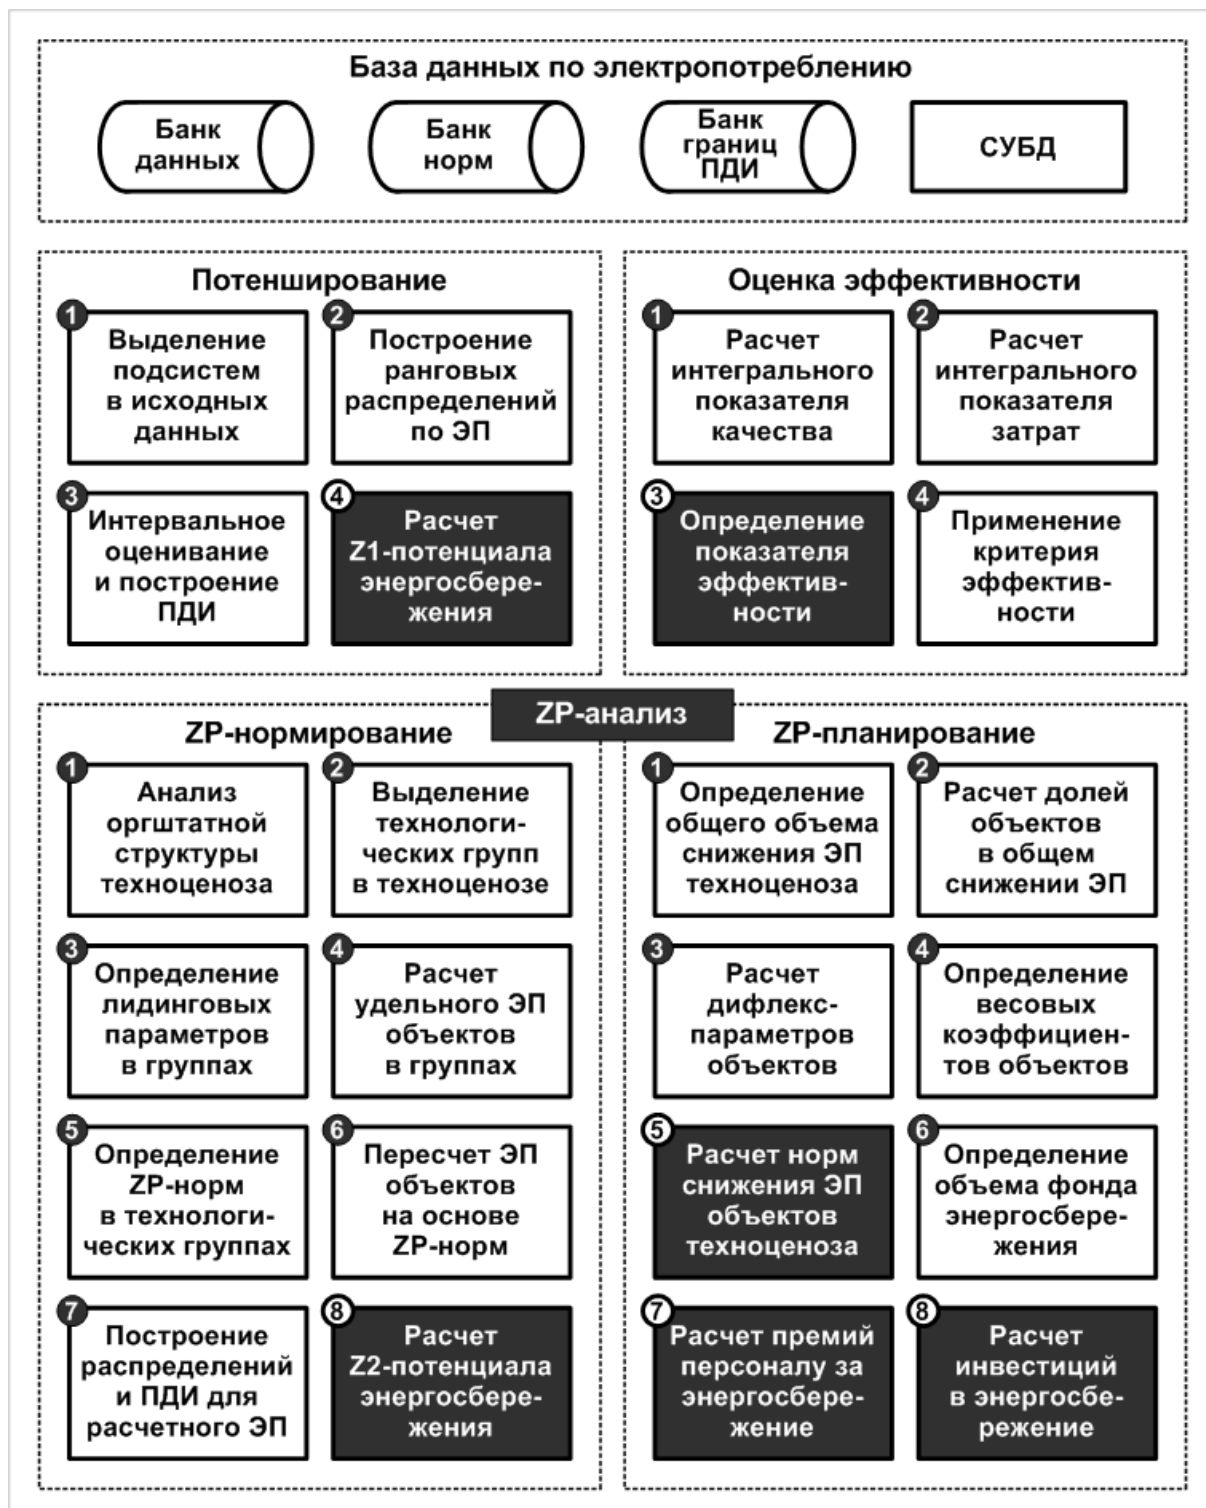 База данных по электропотреблению
Банк
данных
Банк
норм
Банк
границ
ПДИ
СУБД
Потенширование
1
Выделение
подсистем
в исходных
данных
2
Построение
ранговых
распределений
по ЭП
3
Интервальное
оценивание
и построение
ПДИ
4
Расчет
Z1-потенциала
энергосбере-
жения
Оценка эффективности
1
Расчет
интегрального
показателя
качества
2
Расчет
интегрального
показателя
затрат
3
Определение
показателя
эффектив-
ности
4
Применение
критерия
эффектив-
ности
ZP-анализ
ZP-нормирование
1
Анализ
оргштатной
структуры
техноценоза
2
Выделение
технологи-
ческих групп
в техноценозе
3
Определение
лидинговых
параметров
в группах
4
Расчет
удельного ЭП
объектов
в группах
5
Определение
ZP-норм
в технологи-
ческих группах
6
Пересчет ЭП
объектов
на основе
ZP-норм
7
Построение
распределений
и ПДИ для
расчетного ЭП
8
Расчет
Z2-потенциала
энергосбере-
жения
ZP-планирование
1
Определение
общего объема
снижения ЭП
техноценоза
2
Расчет долей
объектов
в общем
снижении ЭП
3
Расчет
дифлекс-
параметров
объектов
4
Определение
весовых
коэффициен-
тов объектов
5
Расчет норм
снижения ЭП
объектов
техноценоза
6
Определение
объема фонда
энергосбере-
жения
7
Расчет премий
персоналу за
энергосбере-
жение
8
Расчет
инвестиций
в энергосбе-
режение